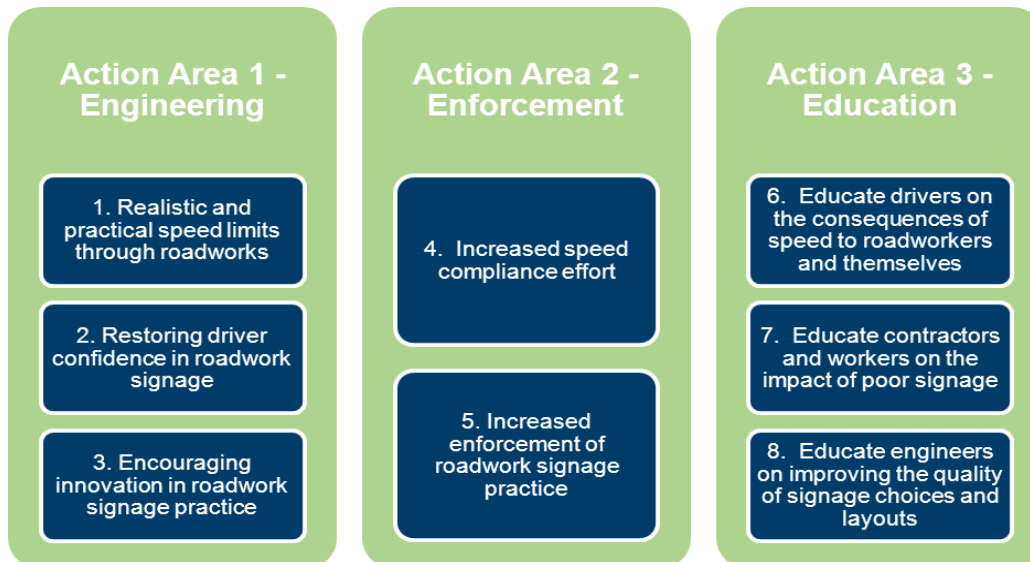 Action Area 1 -
Engineering
1. Realistic and
practical speed limits
through roadworks
2. Restoring driver
confidence in roadwork
signage
3. Encouraging
innovation in roadwork
signage practice
Action Area 2 -
Enforcement
4.  Increased speed
compliance effort
5. Increased
enforcement of
roadwork signage
practice
Action Area 3 -
Education
6.  Educate drivers on
the consequences of
speed to roadworkers
and themselves
7.  Educate contractors
and workers on the
impact of poor signage
8.  Educate engineers
on improving the quality
of signage choices and
layouts